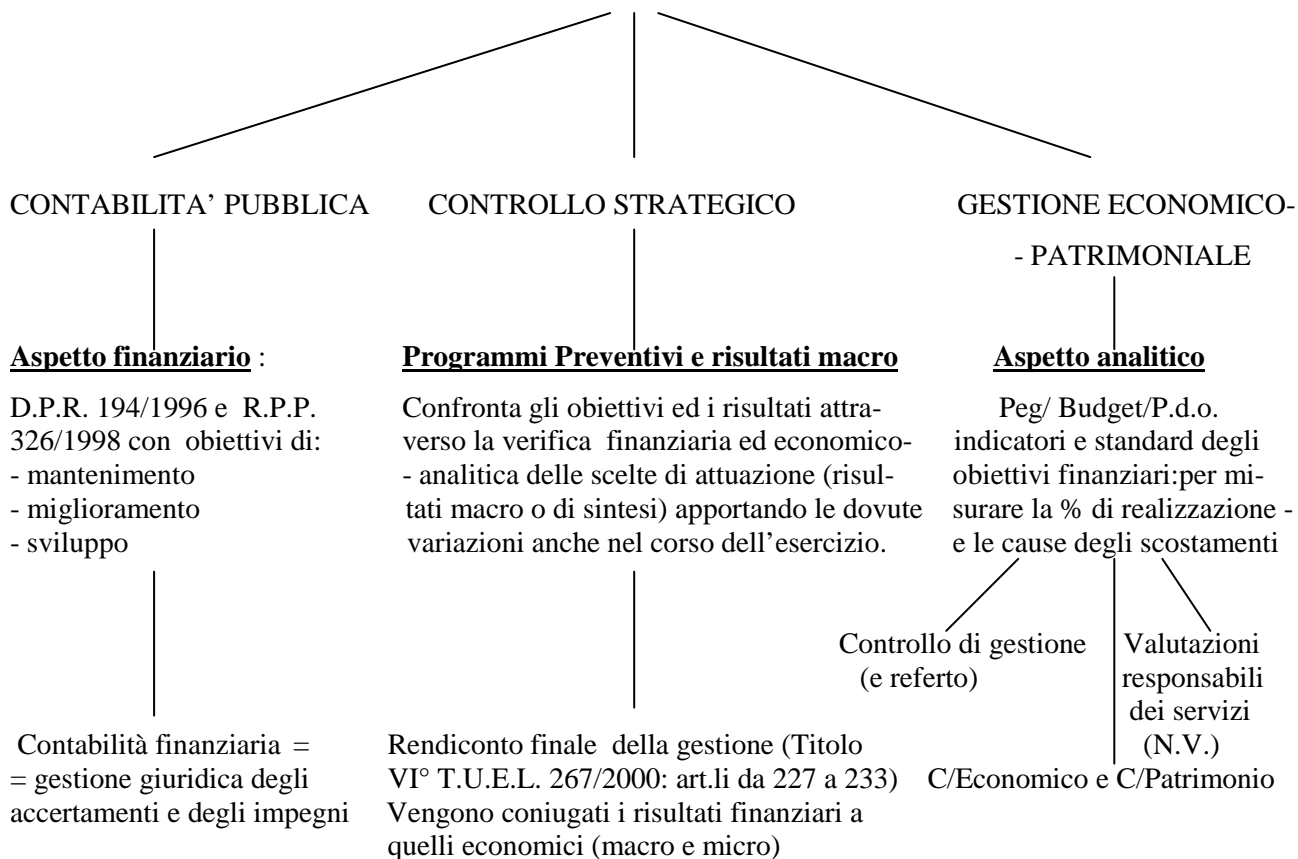 CONTABILITA’ PUBBLICA
CONTROLLO STRATEGICO
GESTIONE ECONOMICO-
- PATRIMONIALE
Aspetto finanziario :
D.P.R. 194/1996 e R.P.P.
326/1998 con obiettivi di:
- mantenimento
- miglioramento
- sviluppo
Contabilità finanziaria =
= gestione giuridica degli
accertamenti e degli impegni
Programmi Preventivi e risultati macro
Confronta gli obiettivi ed i risultati attra-
verso la verifica finanziaria ed economico-
- analitica delle scelte di attuazione (risul-
tati macro o di sintesi) apportando le dovute
variazioni anche nel corso dell’esercizio.
Rendiconto finale della gestione (Titolo
VI° T.U.E.L. 267/2000: art.li da 227 a 233)
Vengono coniugati i risultati finanziari a
quelli economici (macro e micro)
Aspetto analitico
Peg/ Budget/P.d.o.
indicatori e standard degli
obiettivi finanziari:per mi-
surare la % di realizzazione -
e le cause degli scostamenti
Controllo di gestione
(e referto)
Valutazioni
responsabili
dei servizi
(N.V.)
C/Economico e C/Patrimonio